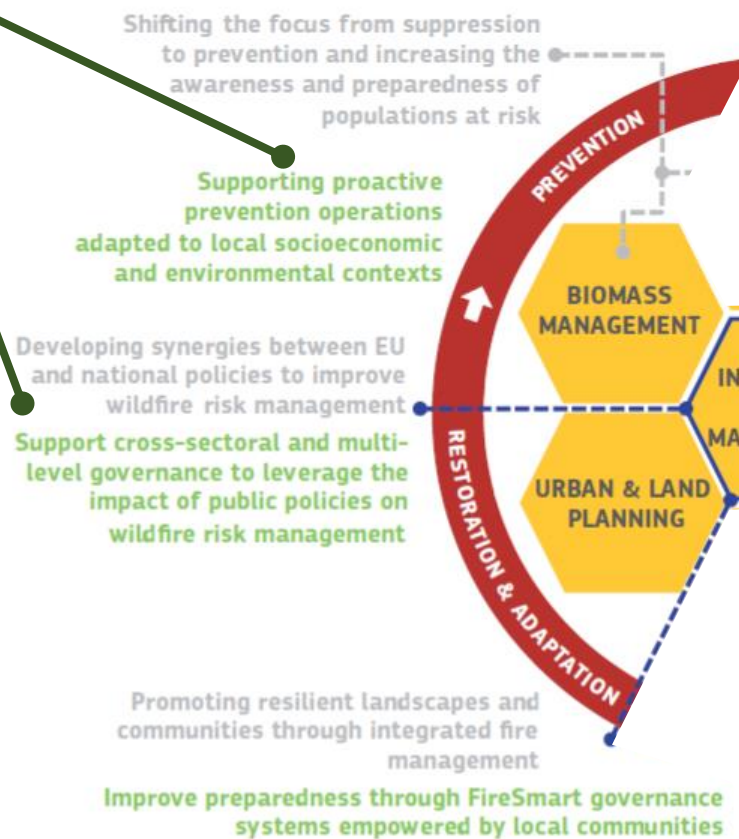 Shifting the focus from suppression
to prevention and increasing the
awareness and preparedness of
populations at risk
Supporting proactive
prevention operations
adapted to local socioeconomic
and environmental contexts
Developing synergies between EU
and national policies to improve
wildfire risk management
Support cross-sectoral and multi-
level governance to leverage the
impact of public policies on
wildfire risk management
Promoting resilient landscapes and
communities through integrated fire
management
Improve preparedness through FireSmart governance
systems empowered by local communities
PREVENTION
RESTORATION & ADAPTATION
BIOMASS
MANAGEMENT
URBAN & LAND
PLANNING
IN
MA